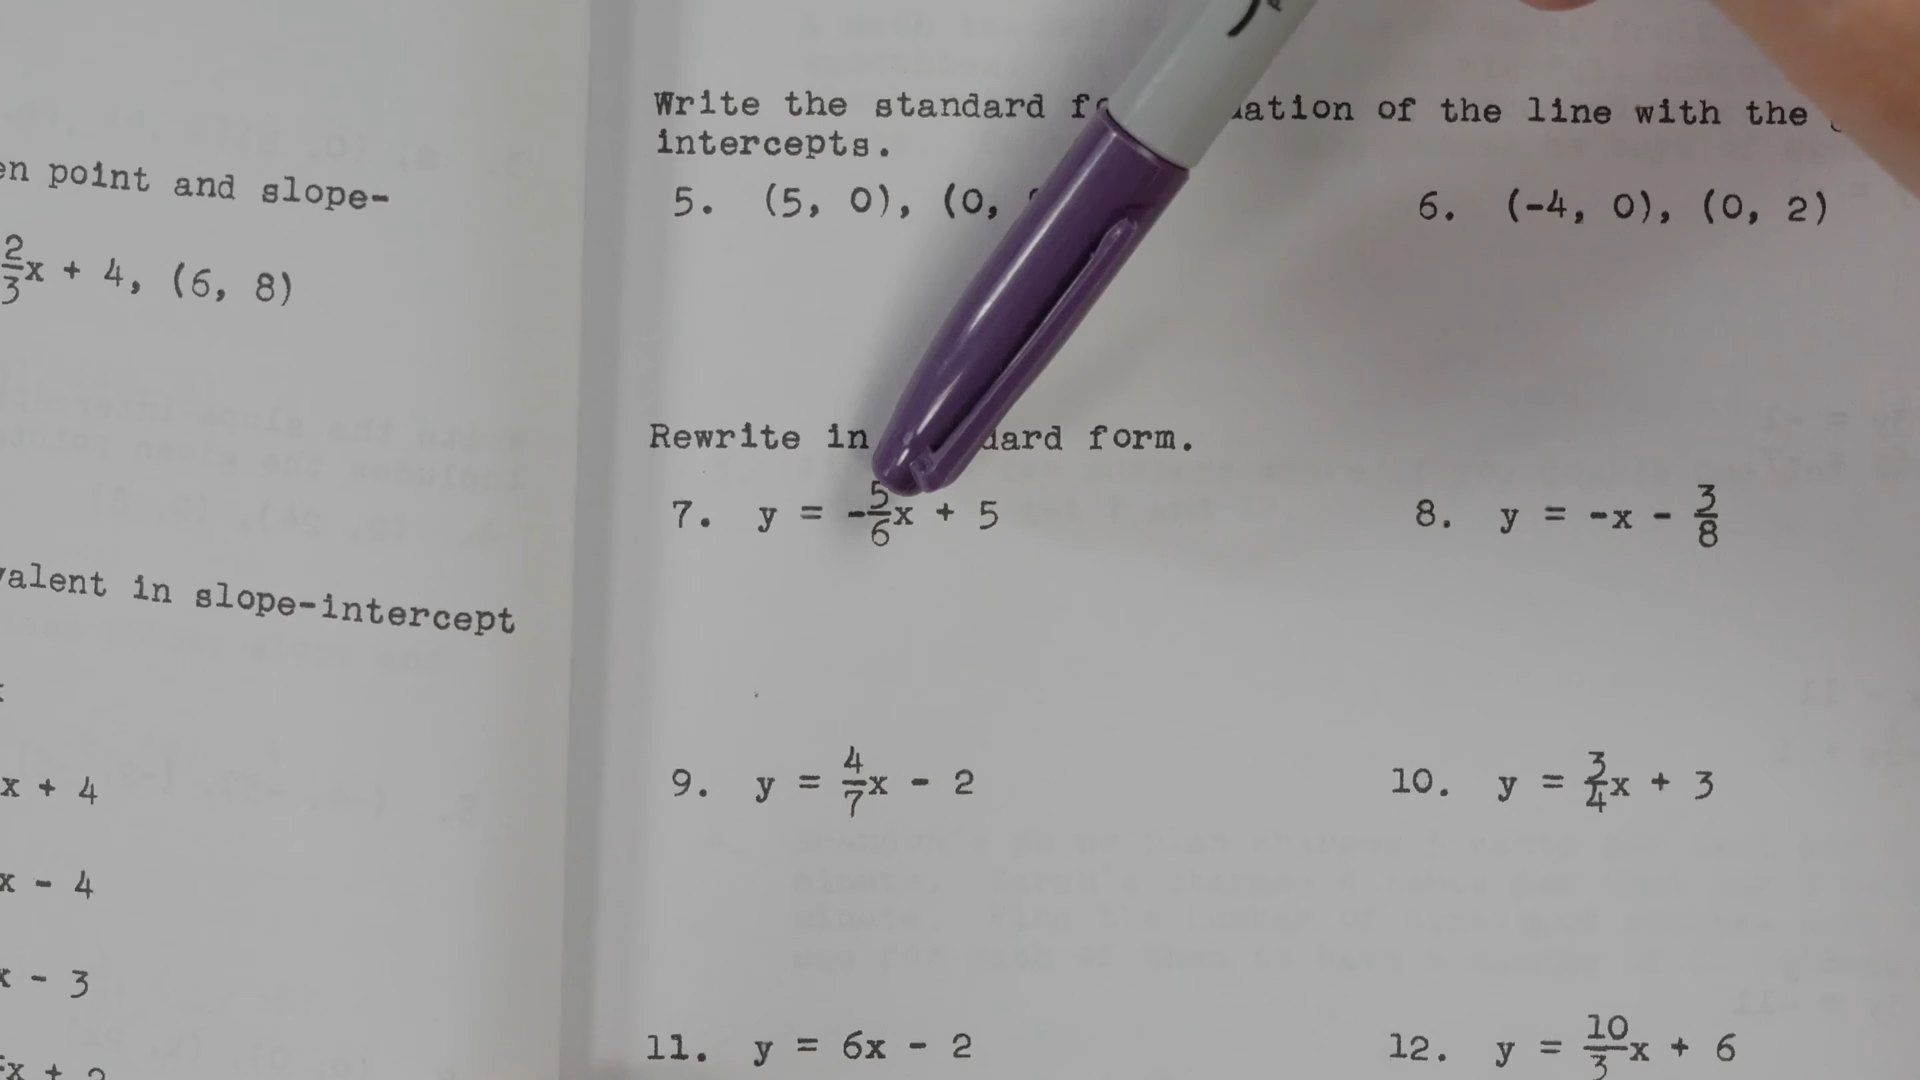 en point and slope-
2/3x + 4, (6, 8)
valent in slope-intercept
x + 4
x - 4
x - 3
x + 2
Write the standard of the line with the
intercepts.
5. (5, 0), (0,
6. (-4, 0), (0, 2)
Rewrite in form.
7. y = -5/6x + 5
8. y = -x - 3/8
9. y = 4/7x - 2
10. y = 3/4x + 3
11. y = 6x - 2
12. y = 10/3x + 6